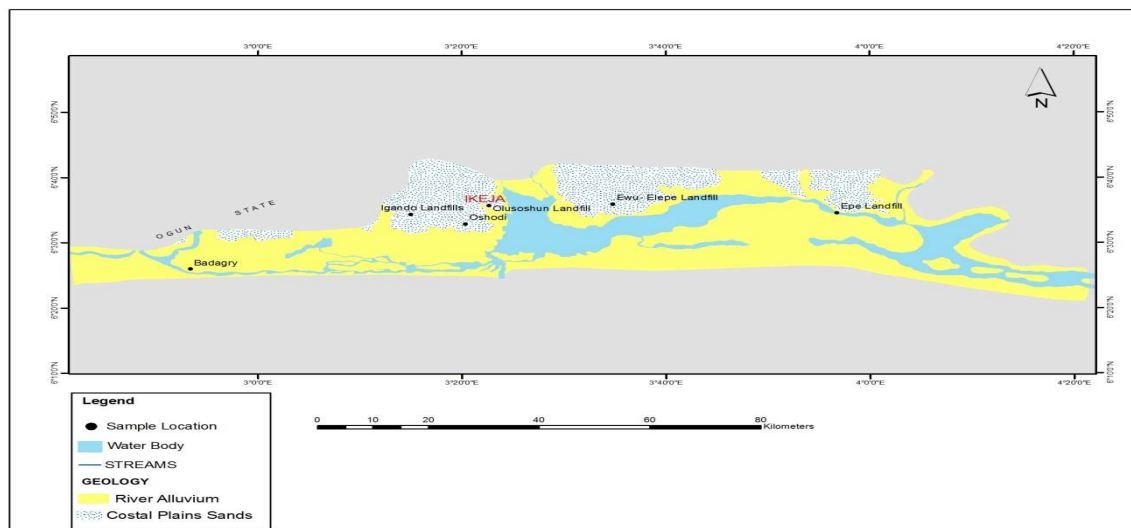 3°0'0"E 3°20'0"E 3°40'0"E 4°0'0"E 4°20'0"E
N
6°50'0"N 6°50'0"N
6°40'0"N 6°40'0"N
IKEJA
Igando Landfills Olusoshun Landfill Ewu- Elepe Landfill Epe Landfill
Oshodi
OGUN STATE
6°30'0"N 6°30'0"N
Badagry
6°20'0"N 6°20'0"N
6°10'0"N 6°10'0"N
3°0'0"E 3°20'0"E 3°40'0"E 4°0'0"E 4°20'0"E
Legend
Sample Location
Water Body
STREAMS
GEOLOGY
River Alluvium
Costal Plains Sands
0 5 10 20 40 60 80
Kilometers